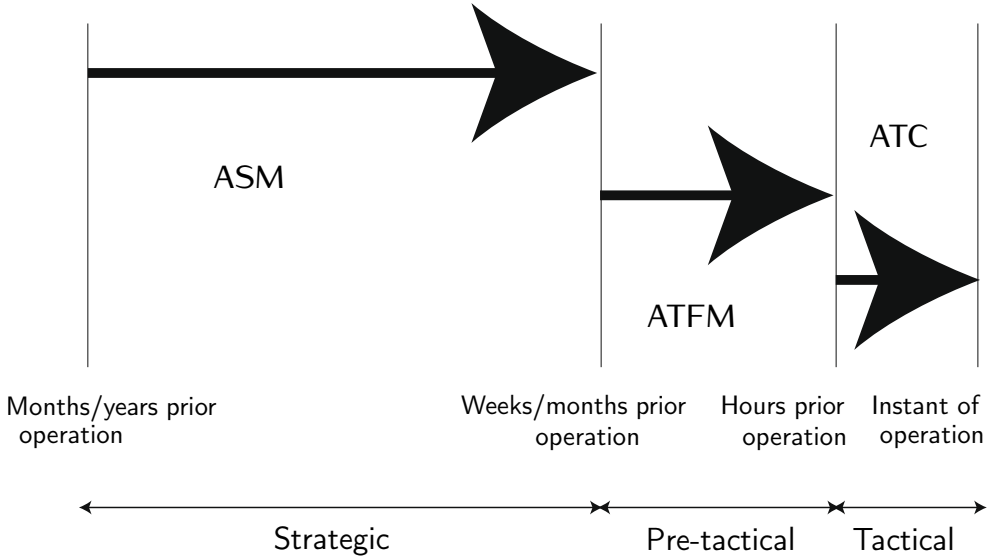 ATC
ASM
ATFM
Months/years prior
operation
Weeks/months prior
operation
Hours prior
operation
Instant of
operation
Strategic
Pre-tactical
Tactical